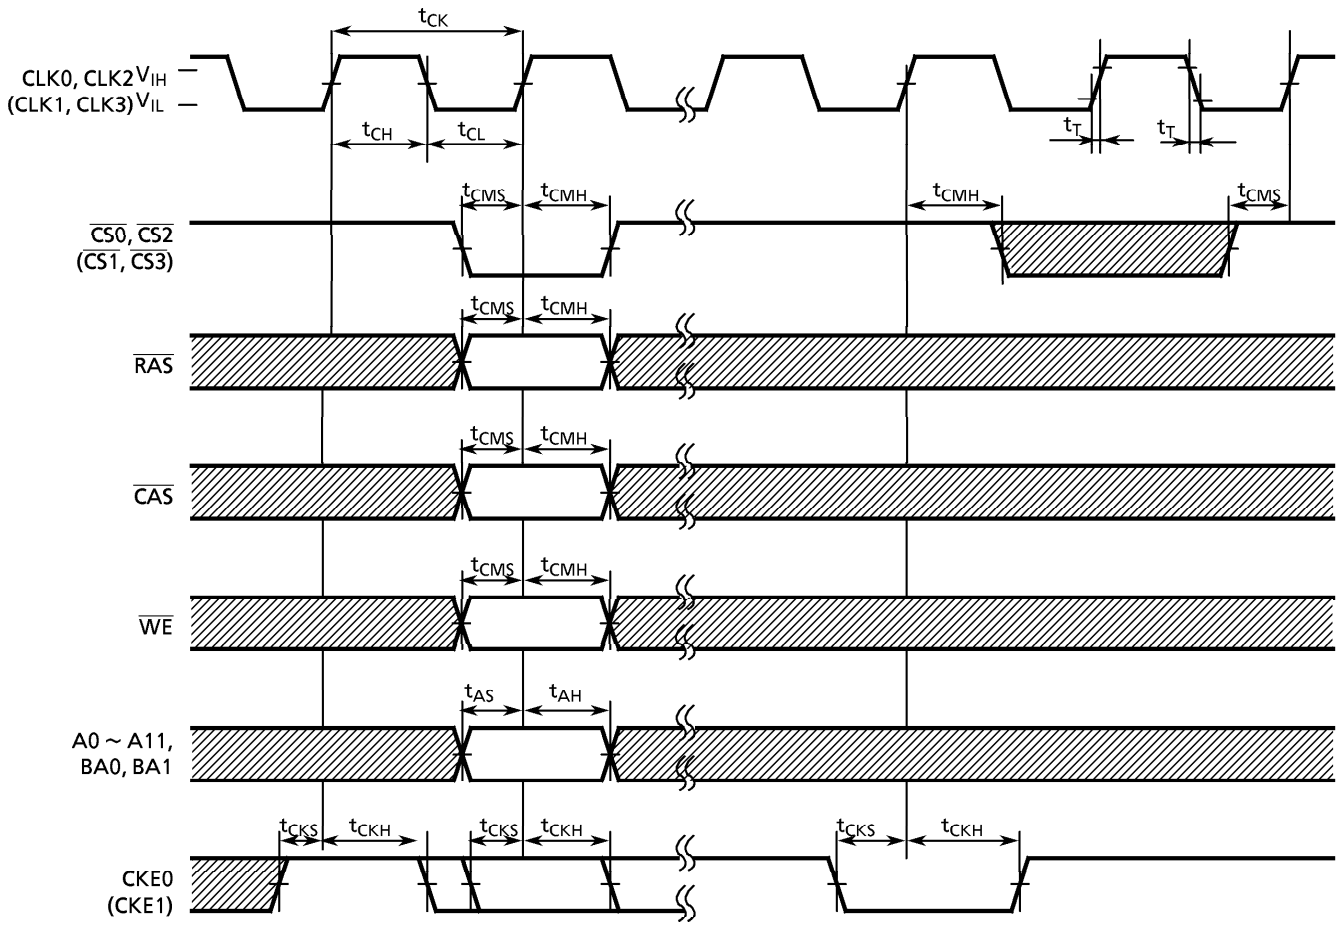 tCK
CLK0, CLK2 VIH
(CLK1, CLK3) VIL
tCH tCL tT tT
tCMS tCMH tCMH tCMS
CS0, CS2
(CS1, CS3)
tCMS tCMH
RAS
tCMS tCMH
CAS
tCMS tCMH
WE
tAS tAH
A0 ~ A11,
BA0, BA1
tCKS tCKH tCKS tCKH tCKS tCKH
CKE0
(CKE1)